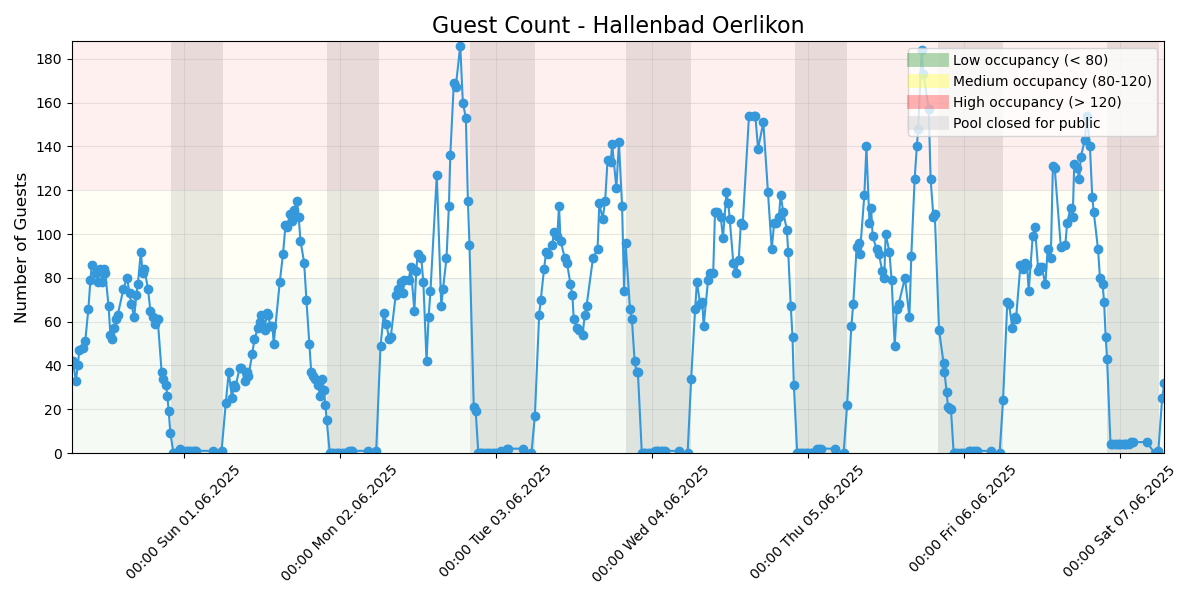 Guest Count - Hallenbad Oerlikon
Number of Guests
180
160
140
120
100
80
60
40
20
0
Low occupancy (< 80)
Medium occupancy (80-120)
High occupancy (> 120)
Pool closed for public
00:00 Sun 01.06.2025
00:00 Mon 02.06.2025
00:00 Tue 03.06.2025
00:00 Wed 04.06.2025
00:00 Thu 05.06.2025
00:00 Fri 06.06.2025
00:00 Sat 07.06.2025